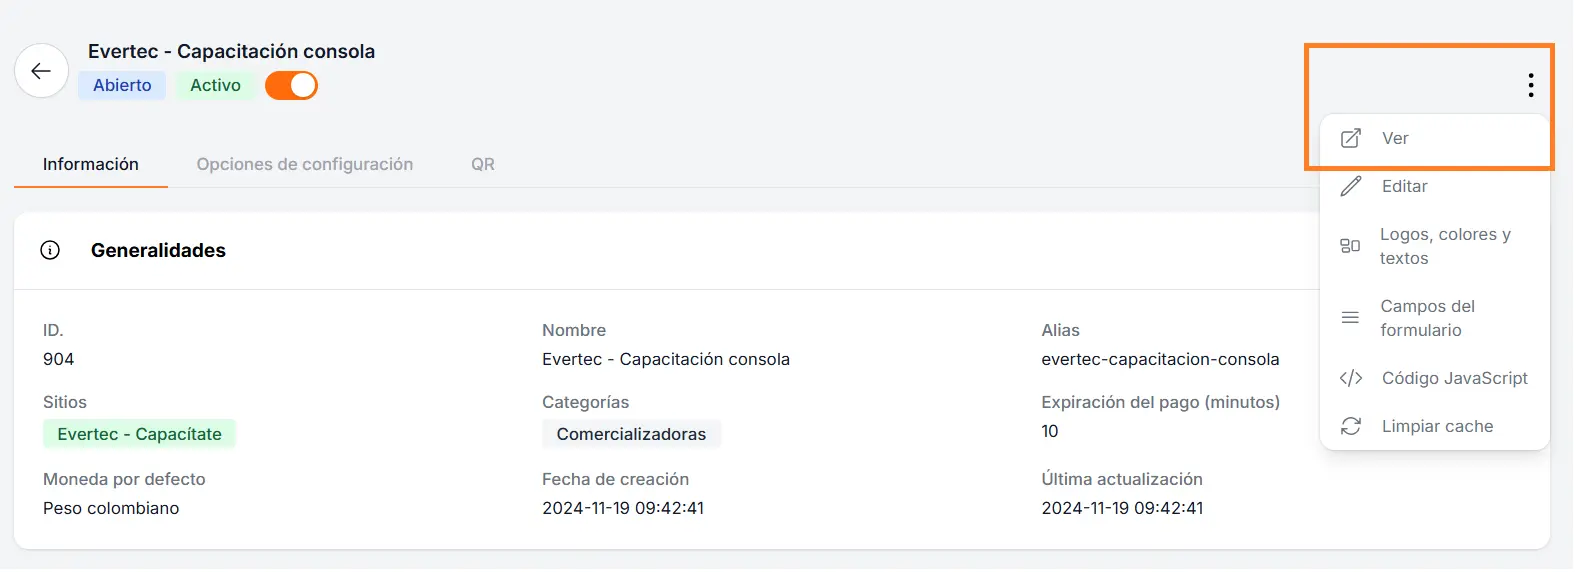 Evertec - Capacitación consola
Abierto Activo
Información Opciones de configuración QR
Ver
Editar
Logos, colores y
textos
Campos del
formulario
Código JavaScript
Limpiar cache
Generalidades
ID. Nombre Alias
904 Evertec - Capacitación consola evertec-capacitacion-consola
Sitios Categorías Expiración del pago (minutos)
Evertec - Capacítate Comercializadoras 10
Moneda por defecto Fecha de creación Última actualización
Peso colombiano 2024-11-19 09:42:41 2024-11-19 09:42:41